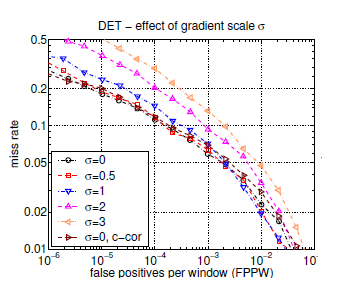 DET − effect of gradient scale σ
0.5
0.2
0.1
0.05
0.02
0.01
miss rate
σ=0
σ=0.5
σ=1
σ=2
σ=3
σ=0, c−cor
10⁻⁶ 10⁻⁵ 10⁻⁴ 10⁻³ 10⁻² 10⁻¹
false positives per window (FPPW)